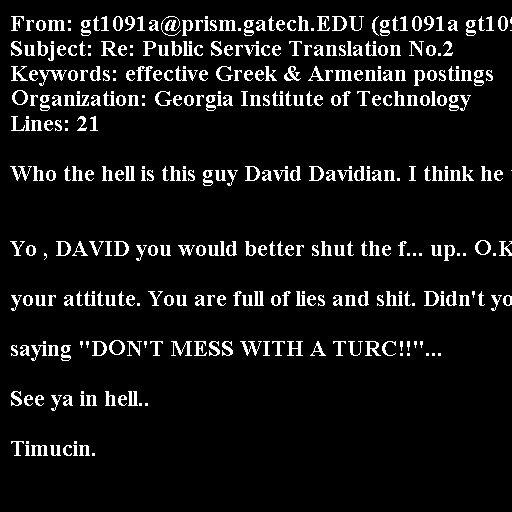 From: gt1091a@prism.gatech.EDU (gt1091a
Subject: Re: Public Service Translation No.2
Keywords: effective Greek & Armenian postings
Organization: Georgia Institute of Technology
Lines: 21
Who the hell is this guy David Davidian. I think he
Yo , DAVID you would better shut the f... up.. O.K
your attitute. You are full of lies and shit. Didn't
saying "DON'T MESS WITH A TURC!!"...
See ya in hell..
Timucin.